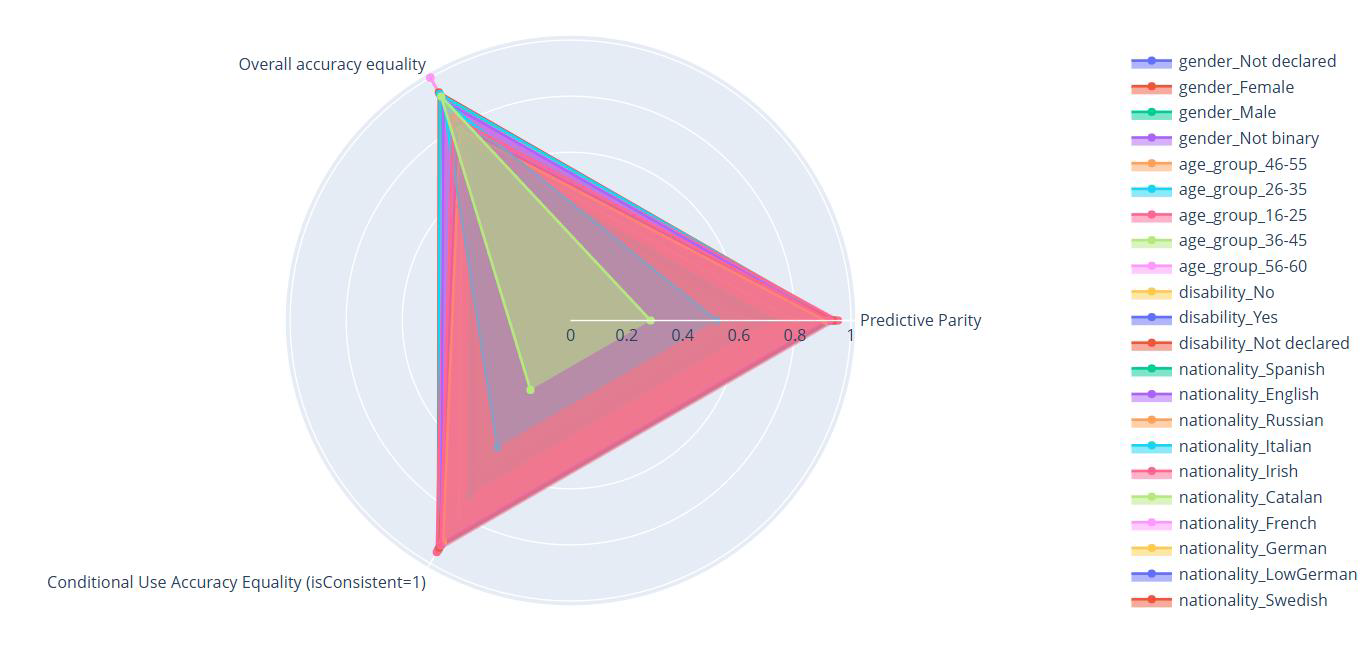 Overall accuracy equality
Predictive Parity
0 0.2 0.4 0.6 0.8 1
Conditional Use Accuracy Equality (isConsistent=1)
gender_Not declared
gender_Female
gender_Male
gender_Not binary
age_group_46-55
age_group_26-35
age_group_16-25
age_group_36-45
age_group_56-60
disability_No
disability_Yes
disability_Not declared
nationality_Spanish
nationality_English
nationality_Russian
nationality_Italian
nationality_Irish
nationality_Catalan
nationality_French
nationality_German
nationality_LowGerman
nationality_Swedish